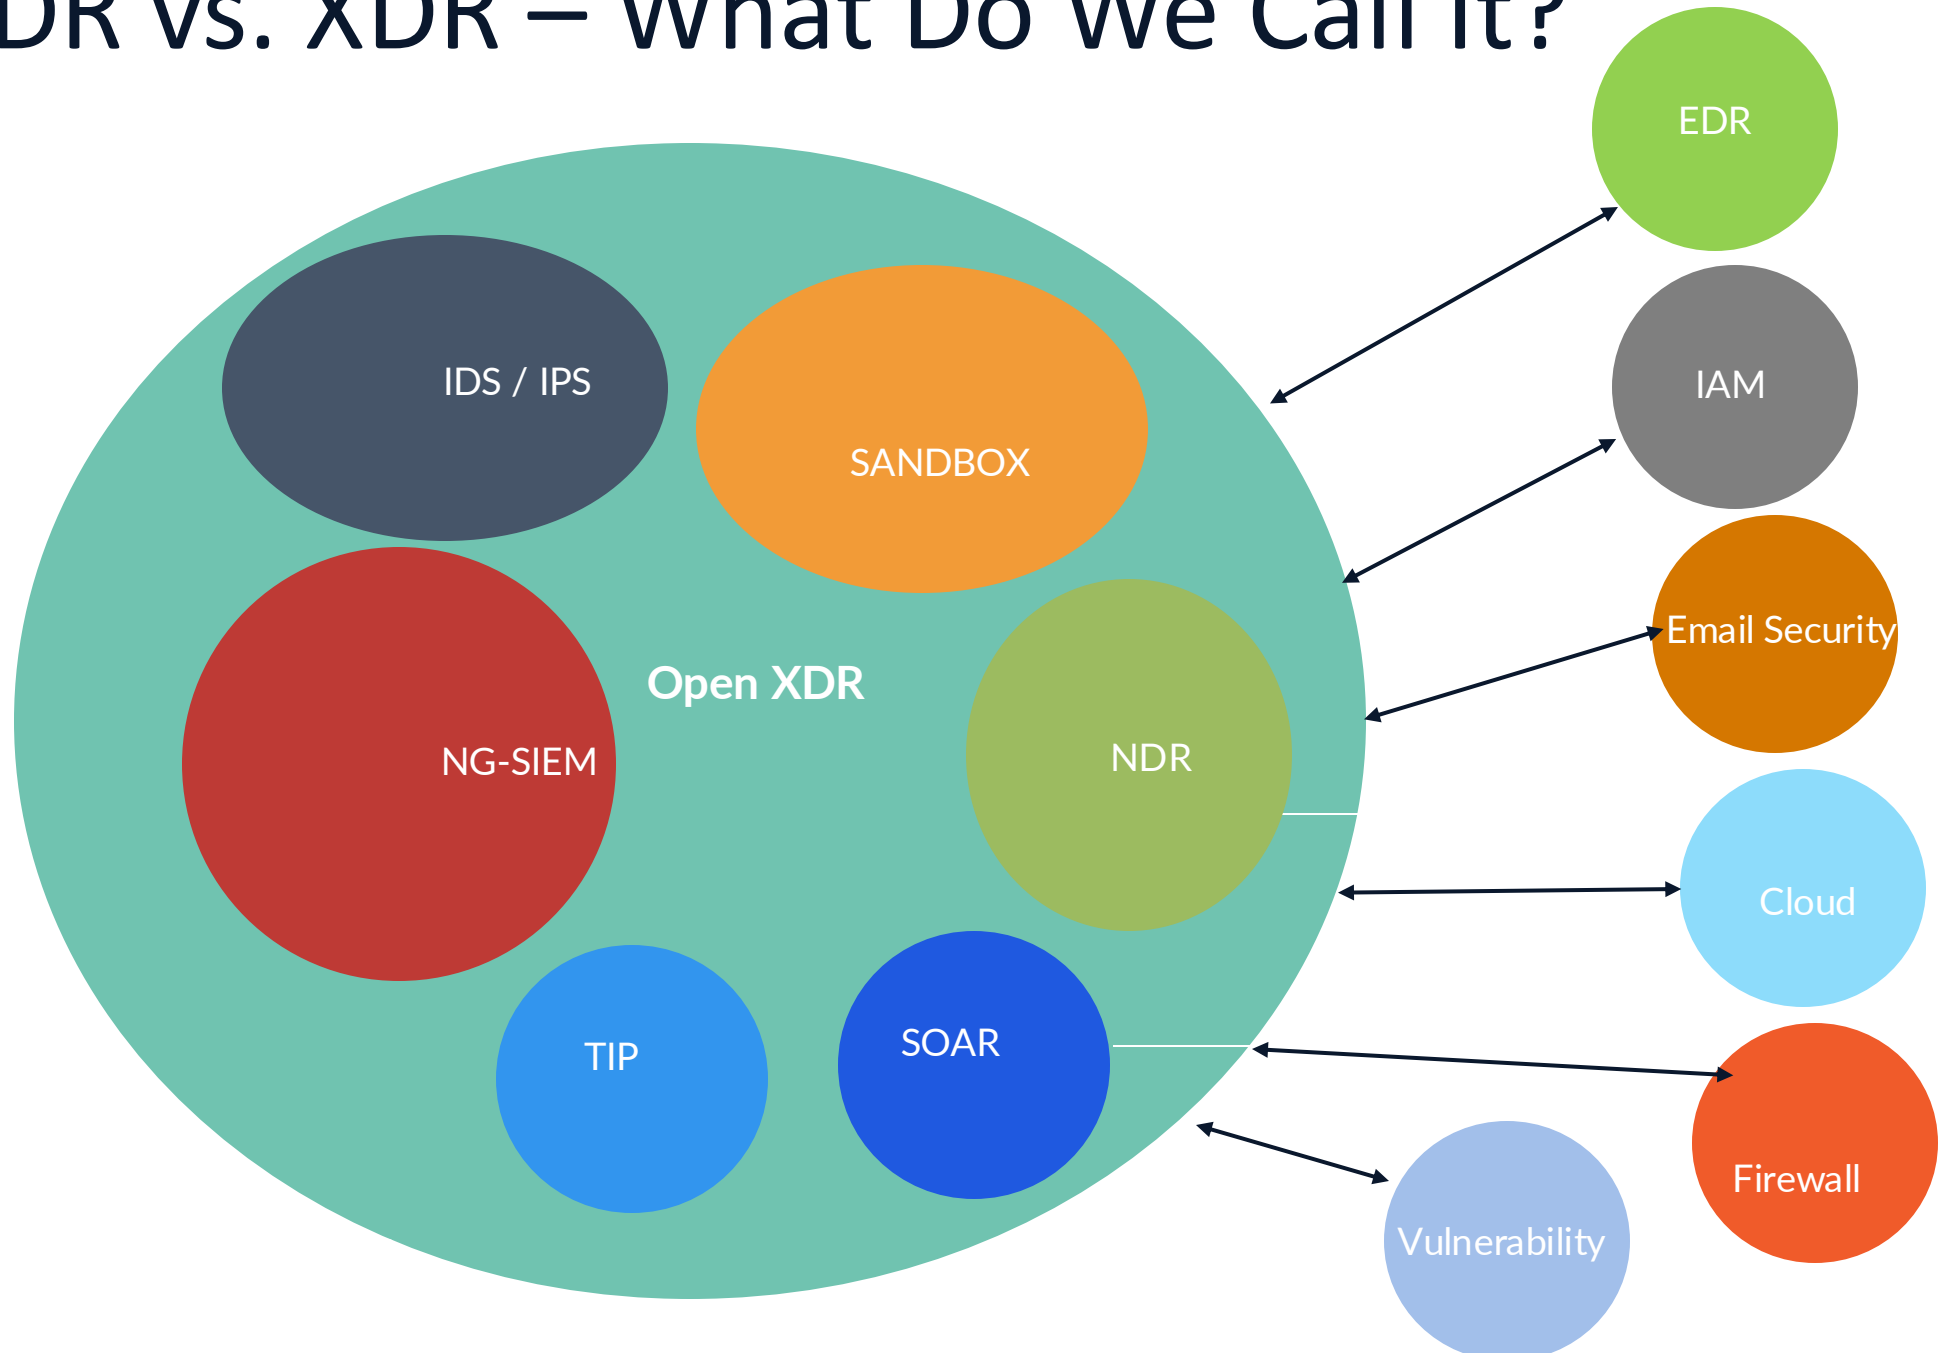 DR vs. XDR – What Do We Call It?
EDR
IAM
IDS / IPS
SANDBOX
Email Security
Open XDR
NG-SIEM
NDR
Cloud
TIP
SOAR
Firewall
Vulnerability